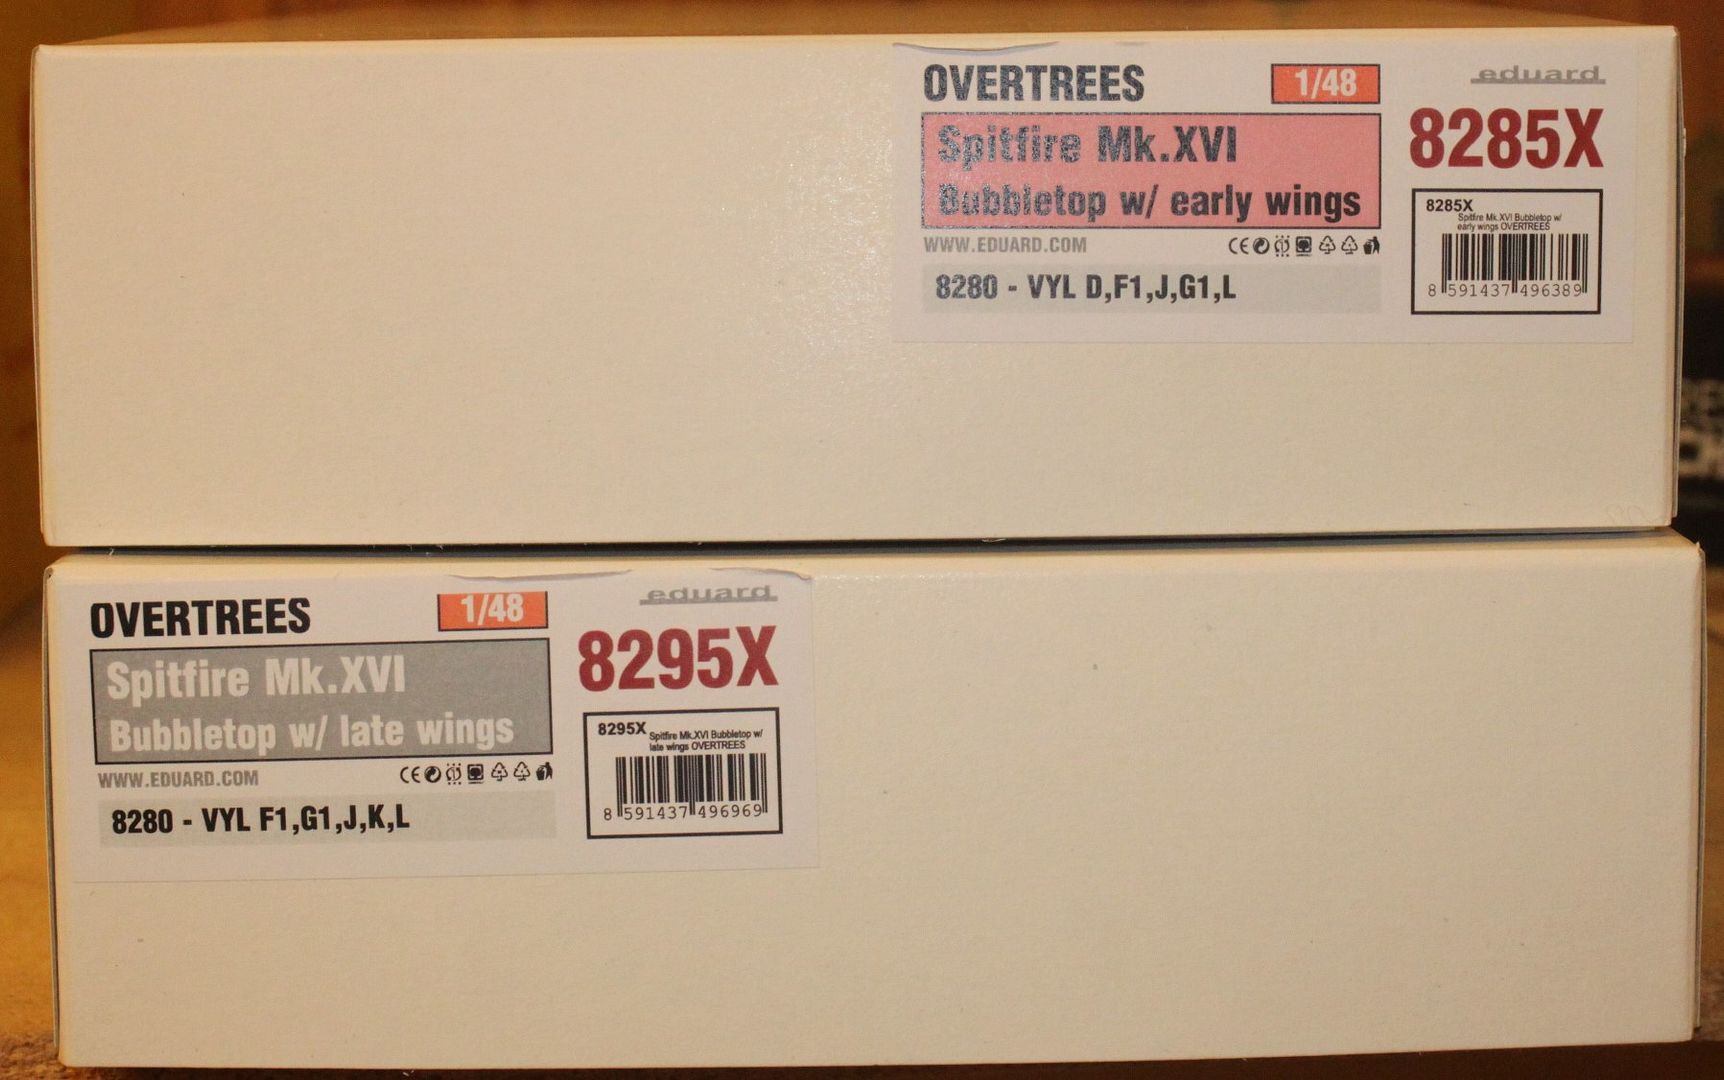 OVERTREES
1/48
eduard
Spitfire Mk.XVI
Bubbletop w/ early wings
8285X
WWW.EDUARD.COM
CE
8280 - VYL D,F1,J,G1,L
8285X
Spitfire Mk.XVI Bubbletop w/
early wings OVERTREES
8 591437 496389
OVERTREES
1/48
eduard
Spitfire Mk.XVI
Bubbletop w/ late wings
8295X
WWW.EDUARD.COM
CE
8280 - VYL F1,G1,J,K,L
8295X
Spitfire Mk.XVI Bubbletop w/
late wings OVERTREES
8 591437 496969